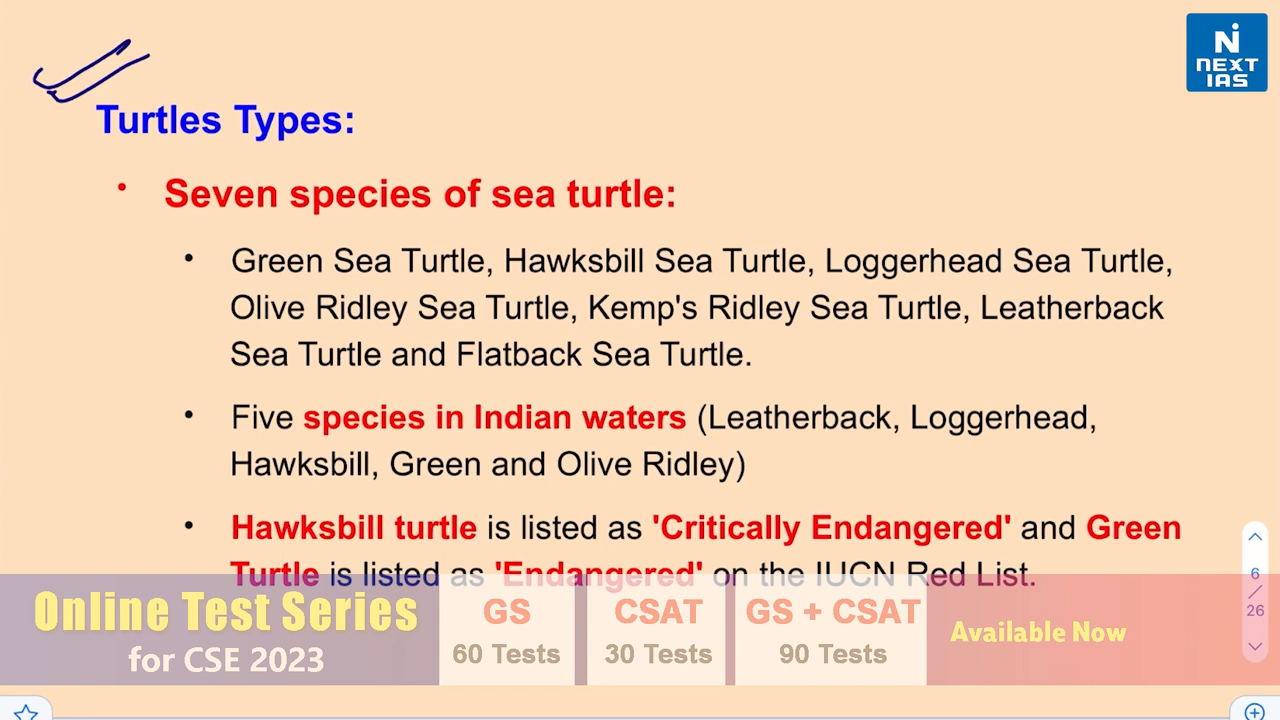 NEXT
IAS
Turtles Types:
• Seven species of sea turtle:
• Green Sea Turtle, Hawksbill Sea Turtle, Loggerhead Sea Turtle,
Olive Ridley Sea Turtle, Kemp's Ridley Sea Turtle, Leatherback
Sea Turtle and Flatback Sea Turtle.
• Five species in Indian waters (Leatherback, Loggerhead,
Hawksbill, Green and Olive Ridley)
• Hawksbill turtle is listed as 'Critically Endangered' and Green
Turtle is listed as 'Endangered' on the IUCN Red List.
6
/
26
Online Test Series
for CSE 2023
GS
60 Tests
CSAT
30 Tests
GS + CSAT
90 Tests
Available Now